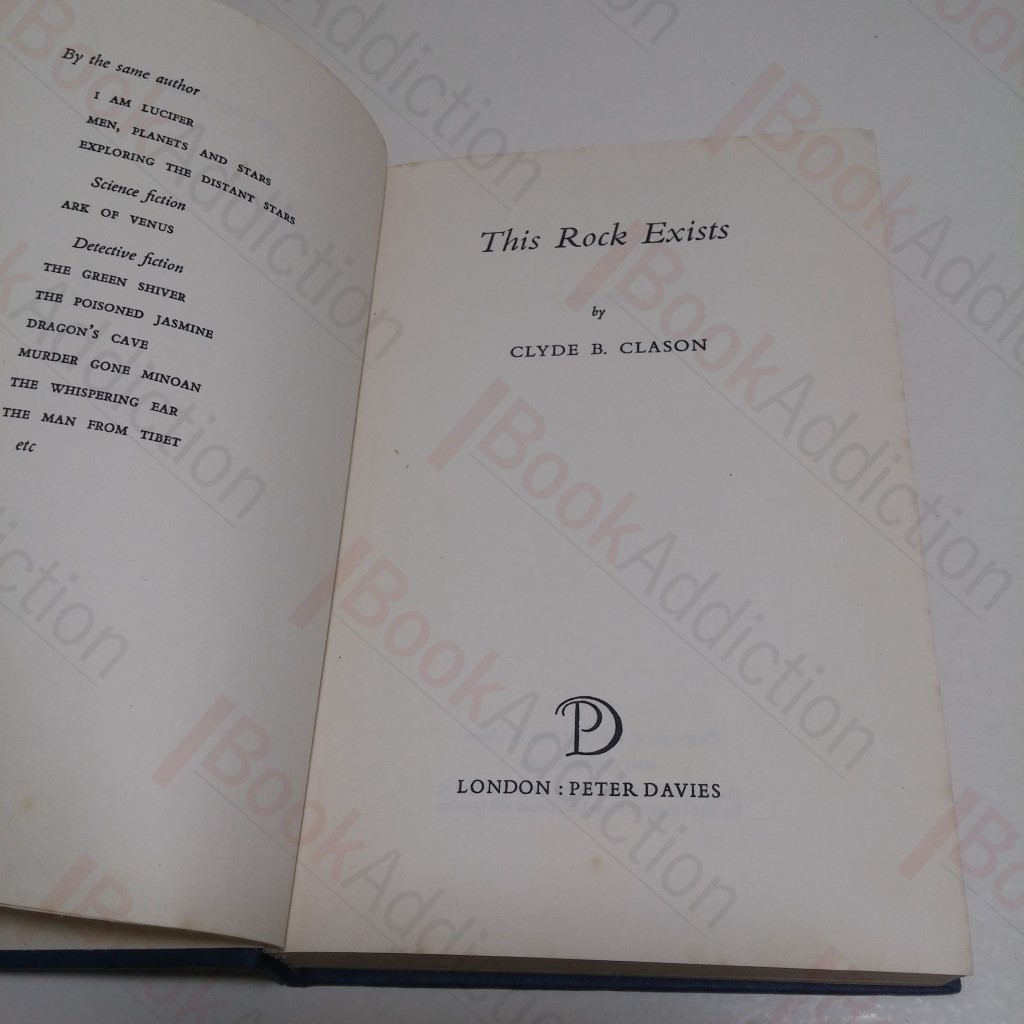 By the same author
I AM LUCIFER
MEN, PLANETS AND STARS
EXPLORING THE DISTANT STARS
Science fiction
ARK OF VENUS
Detective fiction
THE GREEN SHIVER
THE POISONED JASMINE
DRAGON'S CAVE
MURDER GONE MINOAN
THE WHISPERING EAR
THE MAN FROM TIBET
etc
This Rock Exists
by
CLYDE B. CLASON
PD
LONDON : PETER DAVIES
BookAddiction